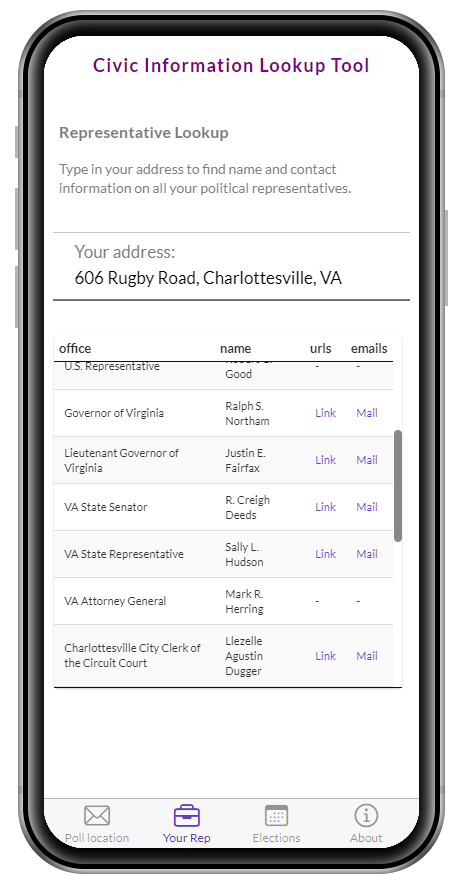 Civic Information Lookup Tool
Representative Lookup
Type in your address to find name and contact
information on all your political representatives.
Your address:
606 Rugby Road, Charlottesville, VA
office name urls emails
U.S. Representative - -
Good
Governor of Virginia Ralph S. Link Mail
Northam
Lieutenant Governor of Justin E. Link Mail
Virginia Fairfax
VA State Senator R. Creigh Link Mail
Deeds
VA State Representative Sally L. Link Mail
Hudson
VA Attorney General Mark R. - -
Herring
Charlottesville City Clerk of Llezelle Link Mail
the Circuit Court Agustin
Dugger
Poll location Your Rep Elections About